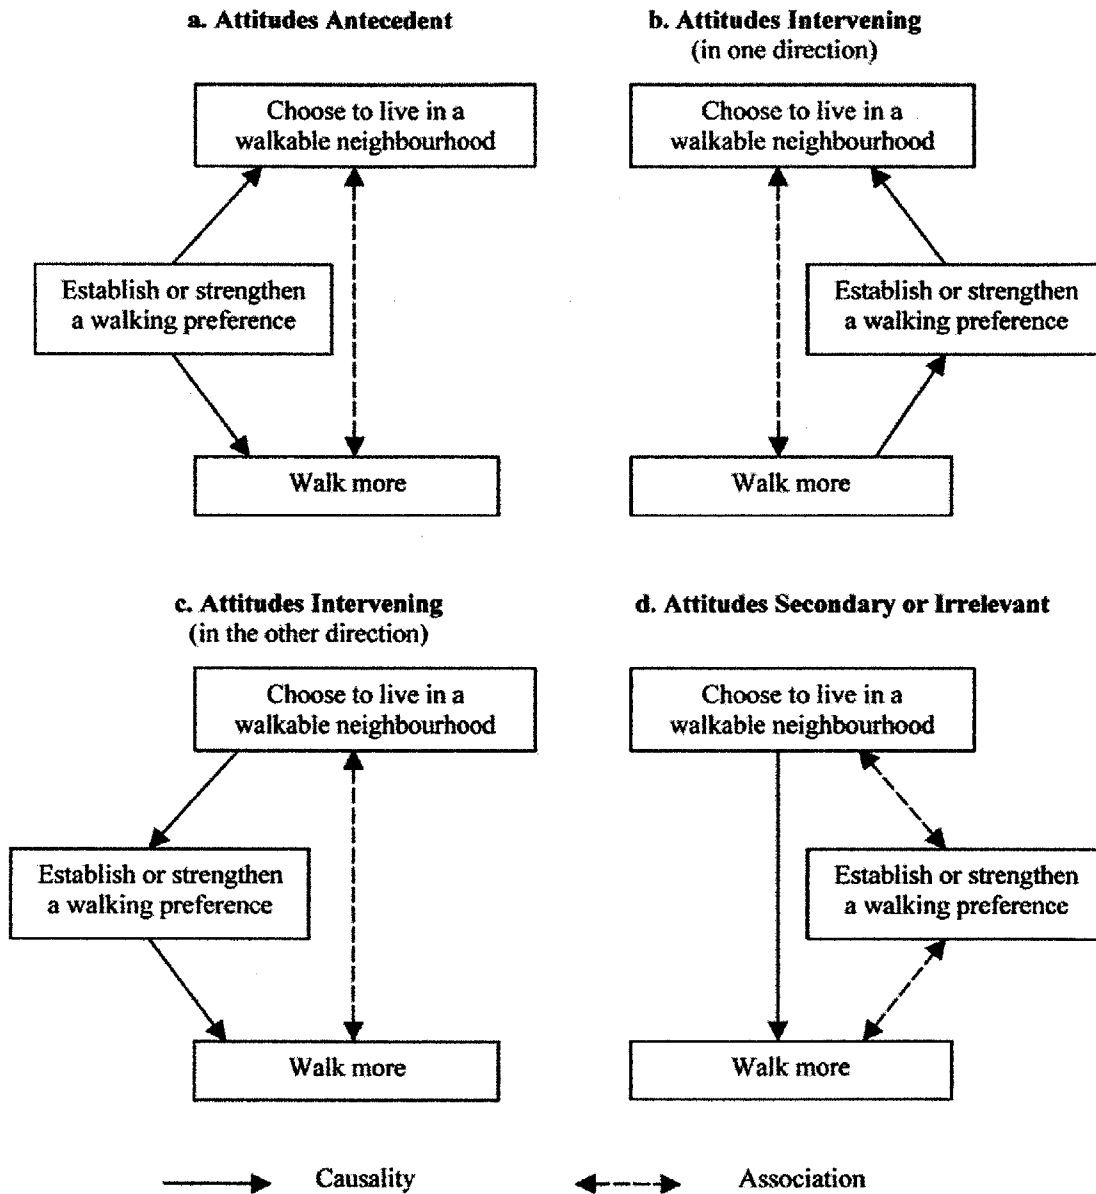 a. Attitudes Antecedent
Choose to live in a
walkable neighbourhood
Establish or strengthen
a walking preference
Walk more
b. Attitudes Intervening
(in one direction)
Choose to live in a
walkable neighbourhood
Establish or strengthen
a walking preference
Walk more
c. Attitudes Intervening
(in the other direction)
Choose to live in a
walkable neighbourhood
Establish or strengthen
a walking preference
Walk more
d. Attitudes Secondary or Irrelevant
Choose to live in a
walkable neighbourhood
Establish or strengthen
a walking preference
Walk more
Causality
Association